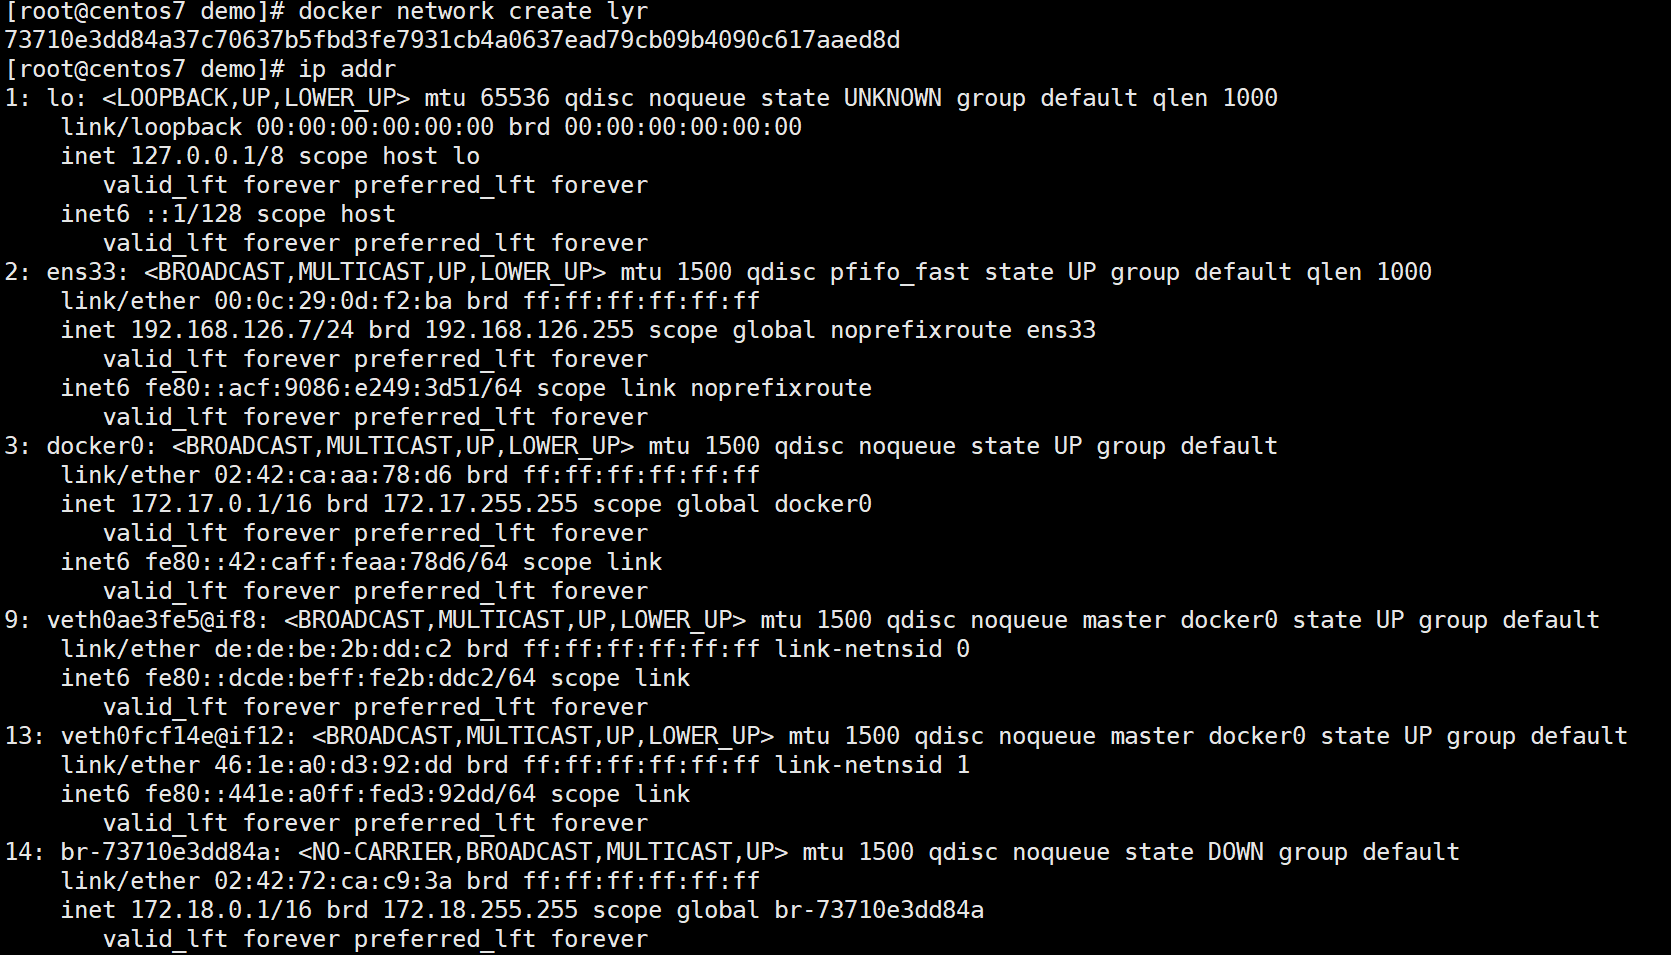 [root@centos7 demo]# docker network create lyr
73710e3dd84a37c70637b5fbd3fe7931cb4a0637ead79cb09b4090c617aaed8d
[root@centos7 demo]# ip addr
1: lo: <LOOPBACK,UP,LOWER_UP> mtu 65536 qdisc noqueue state UNKNOWN group default qlen 1000
    link/loopback 00:00:00:00:00:00 brd 00:00:00:00:00:00
    inet 127.0.0.1/8 scope host lo
       valid_lft forever preferred_lft forever
    inet6 ::1/128 scope host
       valid_lft forever preferred_lft forever
2: ens33: <BROADCAST,MULTICAST,UP,LOWER_UP> mtu 1500 qdisc pfifo_fast state UP group default qlen 1000
    link/ether 00:0c:29:0d:f2:ba brd ff:ff:ff:ff:ff:ff
    inet 192.168.126.7/24 brd 192.168.126.255 scope global noprefixroute ens33
       valid_lft forever preferred_lft forever
    inet6 fe80::acf:9086:e249:3d51/64 scope link noprefixroute
       valid_lft forever preferred_lft forever
3: docker0: <BROADCAST,MULTICAST,UP,LOWER_UP> mtu 1500 qdisc noqueue state UP group default
    link/ether 02:42:ca:aa:78:d6 brd ff:ff:ff:ff:ff:ff
    inet 172.17.0.1/16 brd 172.17.255.255 scope global docker0
       valid_lft forever preferred_lft forever
    inet6 fe80::42:caff:feaa:78d6/64 scope link
       valid_lft forever preferred_lft forever
9: veth0ae3fe5@if8: <BROADCAST,MULTICAST,UP,LOWER_UP> mtu 1500 qdisc noqueue master docker0 state UP group default
    link/ether de:de:be:2b:dd:c2 brd ff:ff:ff:ff:ff:ff link-netnsid 0
    inet6 fe80::dcde:beff:fe2b:ddc2/64 scope link
       valid_lft forever preferred_lft forever
13: veth0fcf14e@if12: <BROADCAST,MULTICAST,UP,LOWER_UP> mtu 1500 qdisc noqueue master docker0 state UP group default
    link/ether 46:1e:a0:d3:92:dd brd ff:ff:ff:ff:ff:ff link-netnsid 1
    inet6 fe80::441e:a0ff:fed3:92dd/64 scope link
       valid_lft forever preferred_lft forever
14: br-73710e3dd84a: <NO-CARRIER,BROADCAST,MULTICAST,UP> mtu 1500 qdisc noqueue state DOWN group default
    link/ether 02:42:72:ca:c9:3a brd ff:ff:ff:ff:ff:ff
    inet 172.18.0.1/16 brd 172.18.255.255 scope global br-73710e3dd84a
       valid_lft forever preferred_lft forever